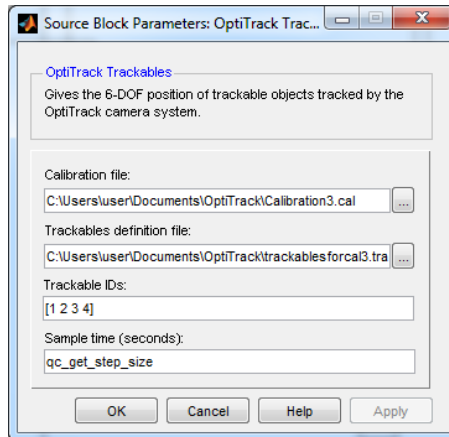 Source Block Parameters: OptiTrack Trac...
OptiTrack Trackables
Gives the 6-DOF position of trackable objects tracked by the
OptiTrack camera system.
Calibration file:
C:\Users\user\Documents\OptiTrack\Calibration3.cal
...
Trackables definition file:
C:\Users\user\Documents\OptiTrack\trackablesforcal3.tra
...
Trackable IDs:
[1 2 3 4]
Sample time (seconds):
qc_get_step_size
OK Cancel Help Apply